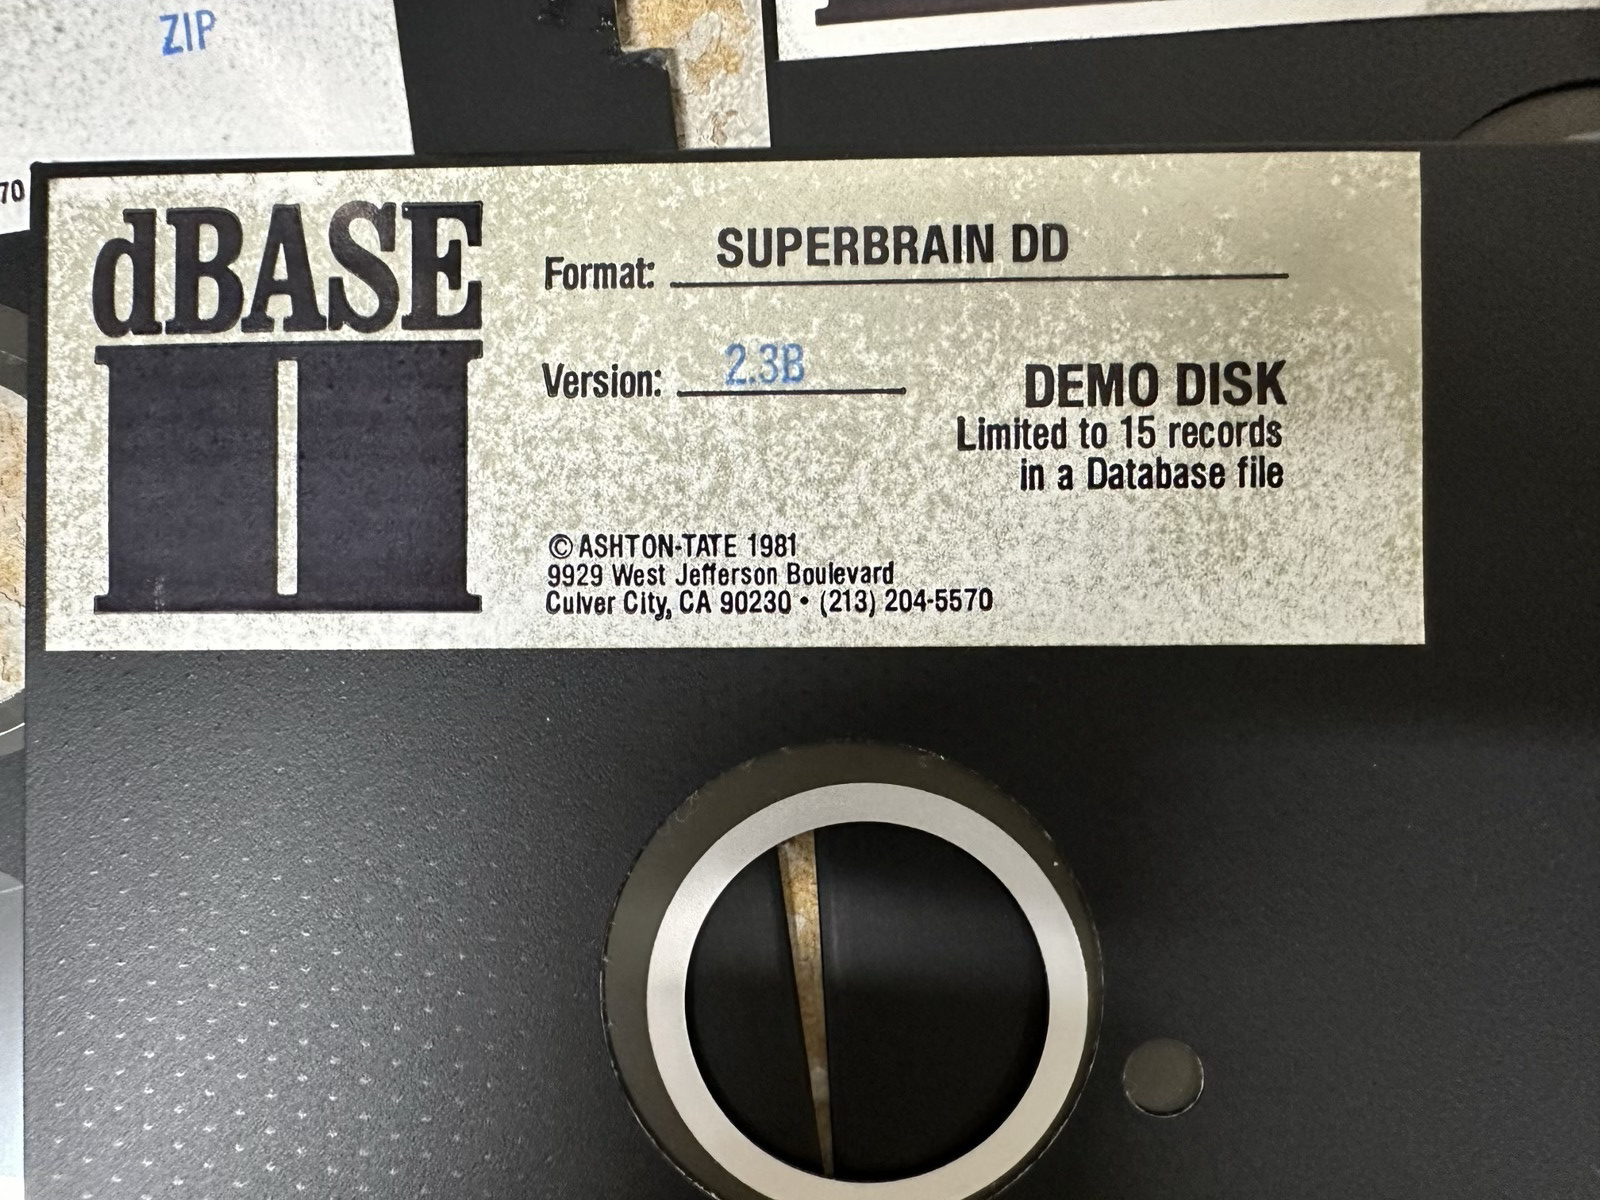 ZIP
70
dBASE
II
Format: SUPERBRAIN DD
Version: 2.3B
DEMO DISK
Limited to 15 records
in a Database file
© ASHTON-TATE 1981
9929 West Jefferson Boulevard
Culver City, CA 90230 • (213) 204-5570